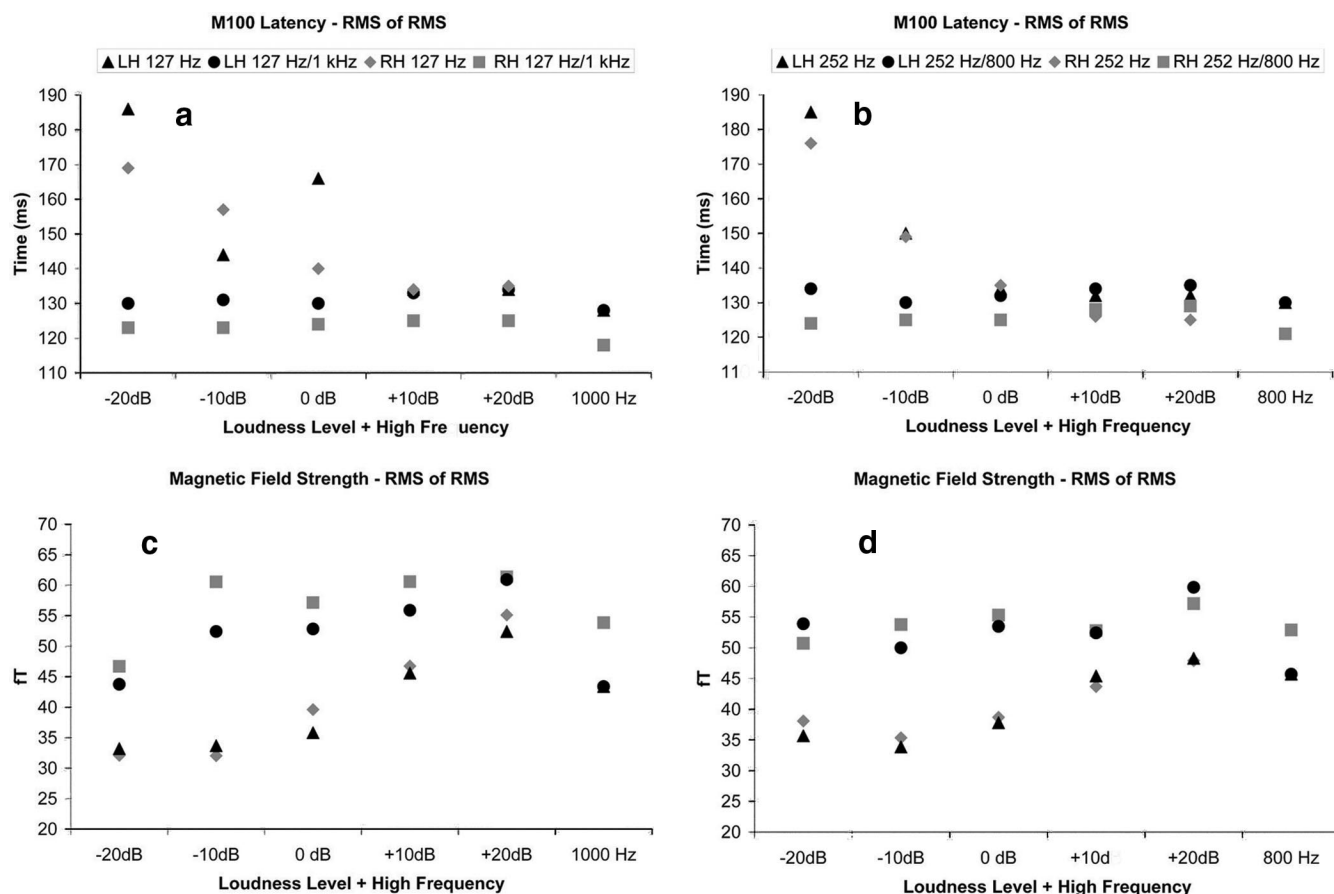 M100 Latency - RMS of RMS
▲ LH 127 Hz ● LH 127 Hz/1 kHz ◆ RH 127 Hz ■ RH 127 Hz/1 kHz
190
180
170
160
150
140
130
120
110
a
Time (ms)
-20dB -10dB 0 dB +10dB +20dB 1000 Hz
Loudness Level + High Fre uency
M100 Latency - RMS of RMS
▲ LH 252 Hz ● LH 252 Hz/800 Hz ◆ RH 252 Hz ■ RH 252 Hz/800 Hz
190
180
170
160
150
140
130
120
11
b
Time (ms)
-20dB -10dB 0 dB +10dB +20dB 800 Hz
Loudness Level + High Frequency
Magnetic Field Strength - RMS of RMS
70
65
60
55
50
45
40
35
30
25
20
c
fT
-20dB -10dB 0 dB +10dB +20dB 1000 Hz
Loudness Level + High Frequency
Magnetic Field Strength - RMS of RMS
70
65
60
55
50
45
40
35
30
25
20
d
fT
-20dB -10dB 0 dB +10d +20dB 800 Hz
Loudness Level + High Frequency